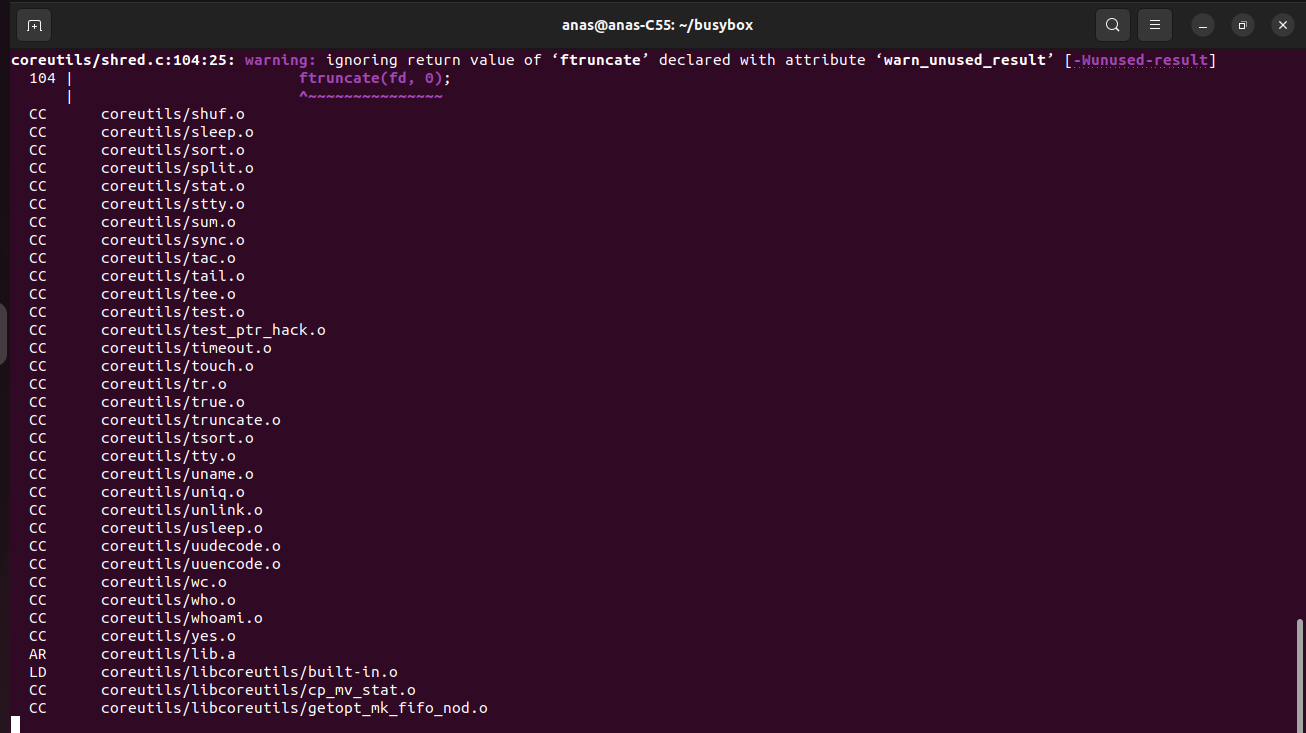 anas@anas-C55: ~/busybox
coreutils/shred.c:104:25: warning: ignoring return value of ‘ftruncate’ declared with attribute ‘warn_unused_result’ [-Wunused-result]
  104 |                         ftruncate(fd, 0);
      |                         ^~~~~~~~~~~~~~~~
  CC      coreutils/shuf.o
  CC      coreutils/sleep.o
  CC      coreutils/sort.o
  CC      coreutils/split.o
  CC      coreutils/stat.o
  CC      coreutils/stty.o
  CC      coreutils/sum.o
  CC      coreutils/sync.o
  CC      coreutils/tac.o
  CC      coreutils/tail.o
  CC      coreutils/tee.o
  CC      coreutils/test.o
  CC      coreutils/test_ptr_hack.o
  CC      coreutils/timeout.o
  CC      coreutils/touch.o
  CC      coreutils/tr.o
  CC      coreutils/true.o
  CC      coreutils/truncate.o
  CC      coreutils/tsort.o
  CC      coreutils/tty.o
  CC      coreutils/uname.o
  CC      coreutils/uniq.o
  CC      coreutils/unlink.o
  CC      coreutils/usleep.o
  CC      coreutils/uudecode.o
  CC      coreutils/uuencode.o
  CC      coreutils/wc.o
  CC      coreutils/who.o
  CC      coreutils/whoami.o
  CC      coreutils/yes.o
  AR      coreutils/lib.a
  LD      coreutils/libcoreutils/built-in.o
  CC      coreutils/libcoreutils/cp_mv_stat.o
  CC      coreutils/libcoreutils/getopt_mk_fifo_nod.o